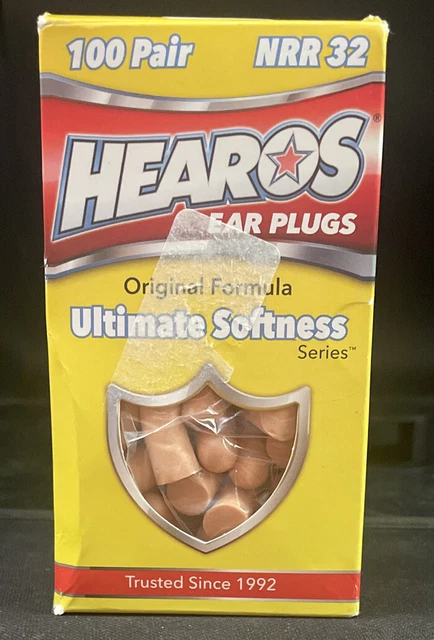 100 Pair NRR 32
HEAROS®
EAR PLUGS
Original Formula
Ultimate Softness
Series™
Trusted Since 1992